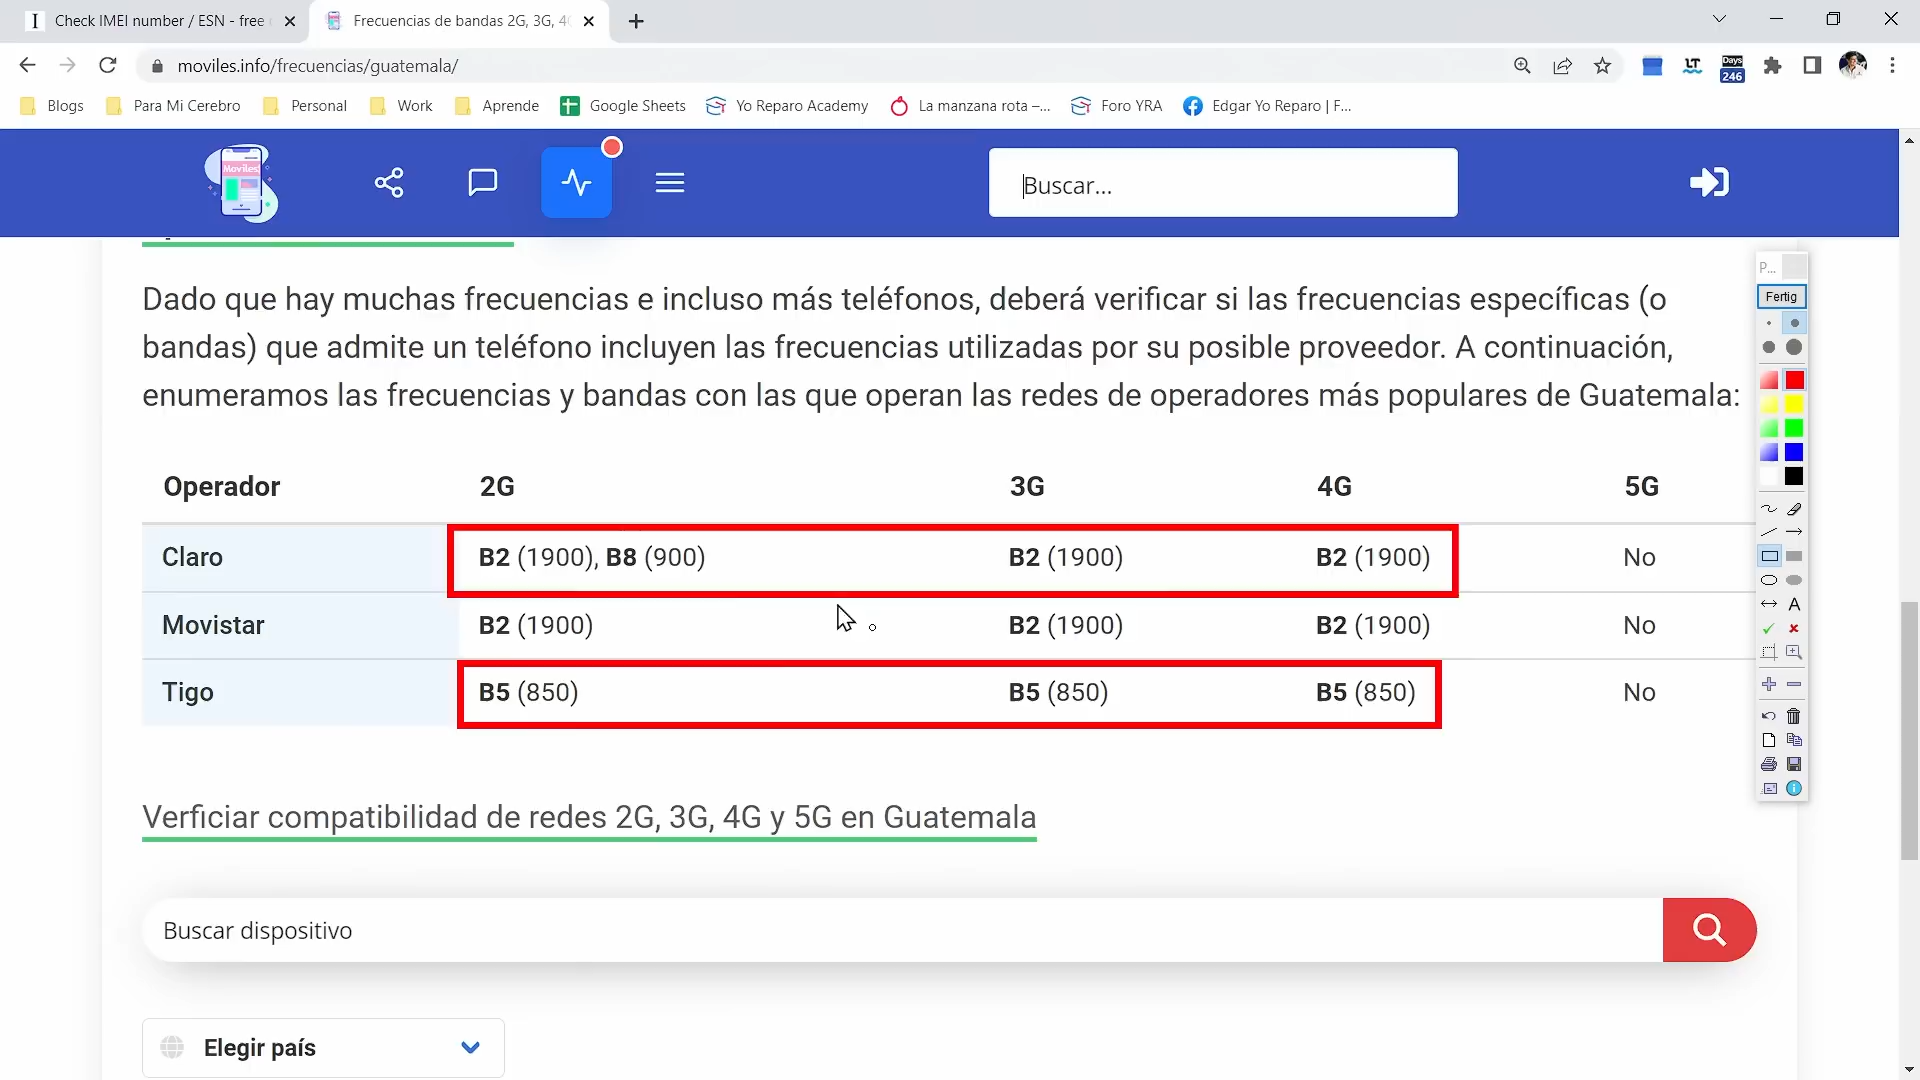 Check IMEI number / ESN - free
Frecuencias de bandas 2G, 3G, 4G
moviles.info/frecuencias/guatemala/
LT
Days
246
Blogs
Para Mi Cerebro
Personal
Work
Aprende
Google Sheets
Yo Reparo Academy
La manzana rota –...
Foro YRA
Edgar Yo Reparo | F...
Moviles
Buscar...
Dado que hay muchas frecuencias e incluso más teléfonos, deberá verificar si las frecuencias específicas (o
bandas) que admite un teléfono incluyen las frecuencias utilizadas por su posible proveedor. A continuación,
enumeramos las frecuencias y bandas con las que operan las redes de operadores más populares de Guatemala:
Operador 2G 3G 4G 5G
Claro B2 (1900), B8 (900) B2 (1900) B2 (1900) No
Movistar B2 (1900) B2 (1900) B2 (1900) No
Tigo B5 (850) B5 (850) B5 (850) No
Verficiar compatibilidad de redes 2G, 3G, 4G y 5G en Guatemala
Buscar dispositivo
Elegir país
P...
Fertig
A